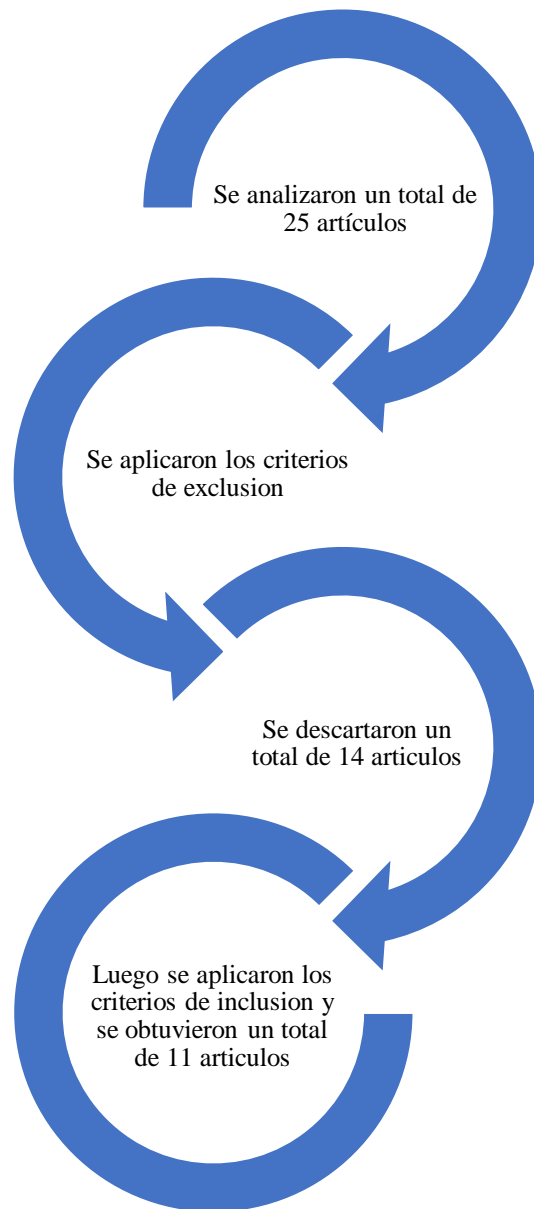 Se analizaron un total de
25 artículos
Se aplicaron los criterios
de exclusion
Se descartaron un
total de 14 articulos
Luego se aplicaron los
criterios de inclusion y
se obtuvieron un total
de 11 articulos